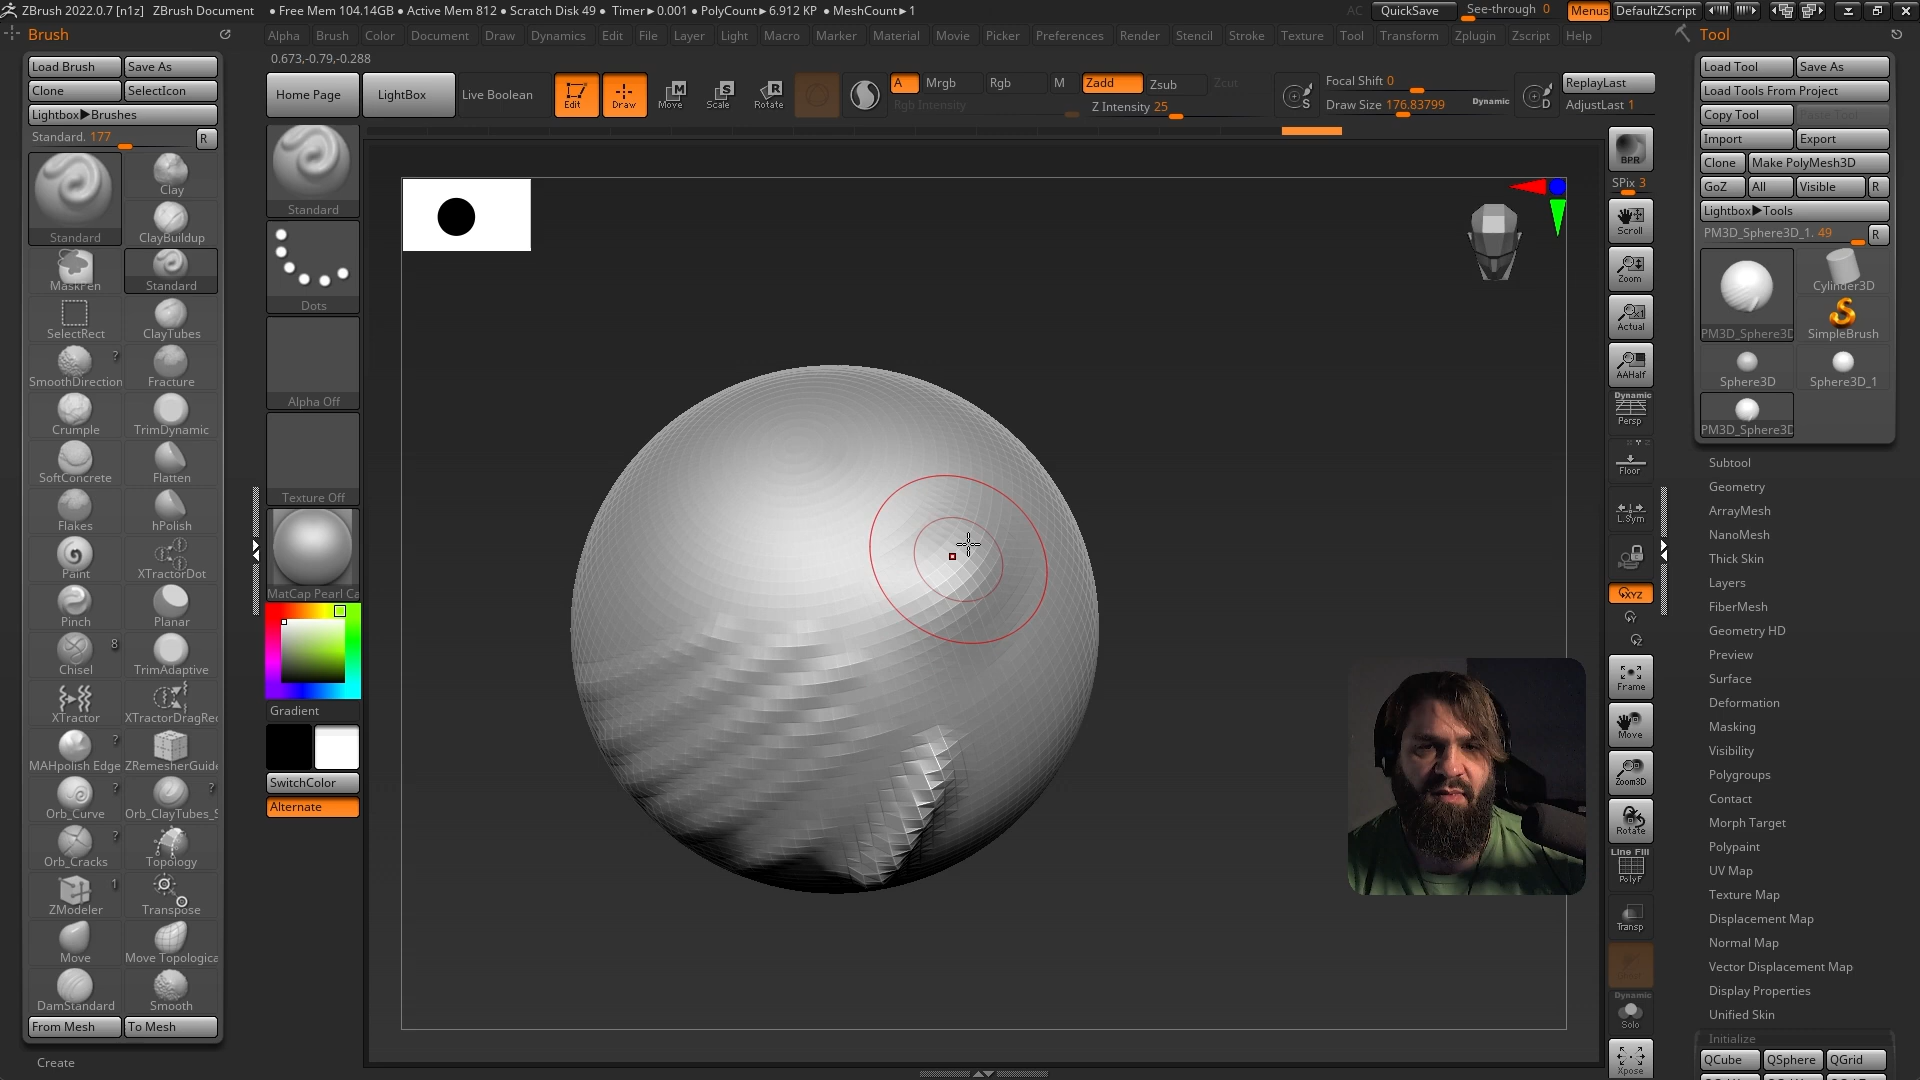 ZBrush 2022.0.7 [n1z] ZBrush Document ● Free Mem 104.14GB ● Active Mem 812 ● Scratch Disk 49 ● Timer►0.001 ● PolyCount►6.912 KP ● MeshCount►1 AC QuickSave See-through 0 Menus DefaultZScript
Brush
Alpha Brush Color Document Draw Dynamics Edit File Layer Light Macro Marker Material Movie Picker Preferences Render Stencil Stroke Texture Tool Transform Zplugin Zscript Help
Tool
0.673,-0.79,-0.288
Load Brush Save As
Clone SelectIcon
Lightbox►Brushes
Standard. 177 R
Home Page LightBox Live Boolean Edit Draw Move Scale Rotate
A Mrgb Rgb M Zadd Zsub Zcut
Rgb Intensity Z Intensity 25
S Focal Shift 0
Draw Size 176.83799 Dynamic D
ReplayLast
AdjustLast 1
Load Tool Save As
Load Tools From Project
Copy Tool Paste Tool
Import Export
Clone Make PolyMesh3D
GoZ All Visible R
Lightbox►Tools
PM3D_Sphere3D_1. 49 R
PM3D_Sphere3D Cylinder3D
SimpleBrush
Sphere3D Sphere3D_1
PM3D_Sphere3D
Standard Clay
ClayBuildup
MaskPen Standard
SelectRect ClayTubes
SmoothDirection ? Fracture
Crumple TrimDynamic
SoftConcrete Flatten
Flakes hPolish
Paint XTractorDot
Pinch Planar
Chisel 8 TrimAdaptive
XTractor XTractorDragRec
MAHpolish Edge ? ZRemesherGuide
Orb_Curve ? Orb_ClayTubes_S ?
Orb_Cracks ? Topology
ZModeler 1 Transpose
Move Move Topologica
DamStandard Smooth
From Mesh To Mesh
Create
Standard
Dots
Alpha Off
Texture Off
MatCap Pearl Ca
Gradient
SwitchColor
Alternate
BPR
SPix 3
Scroll
Zoom
Actual
AAHalf
Dynamic
Persp
Floor
L.Sym
XYZ
Y
Z
Frame
Move
Zoom3D
Rotate
Line Fill
PolyF
Transp
Dynamic
Solo
Xpose
Subtool
Geometry
ArrayMesh
NanoMesh
Thick Skin
Layers
FiberMesh
Geometry HD
Preview
Surface
Deformation
Masking
Visibility
Polygroups
Contact
Morph Target
Polypaint
UV Map
Texture Map
Displacement Map
Normal Map
Vector Displacement Map
Display Properties
Unified Skin
Initialize
QCube QSphere QGrid